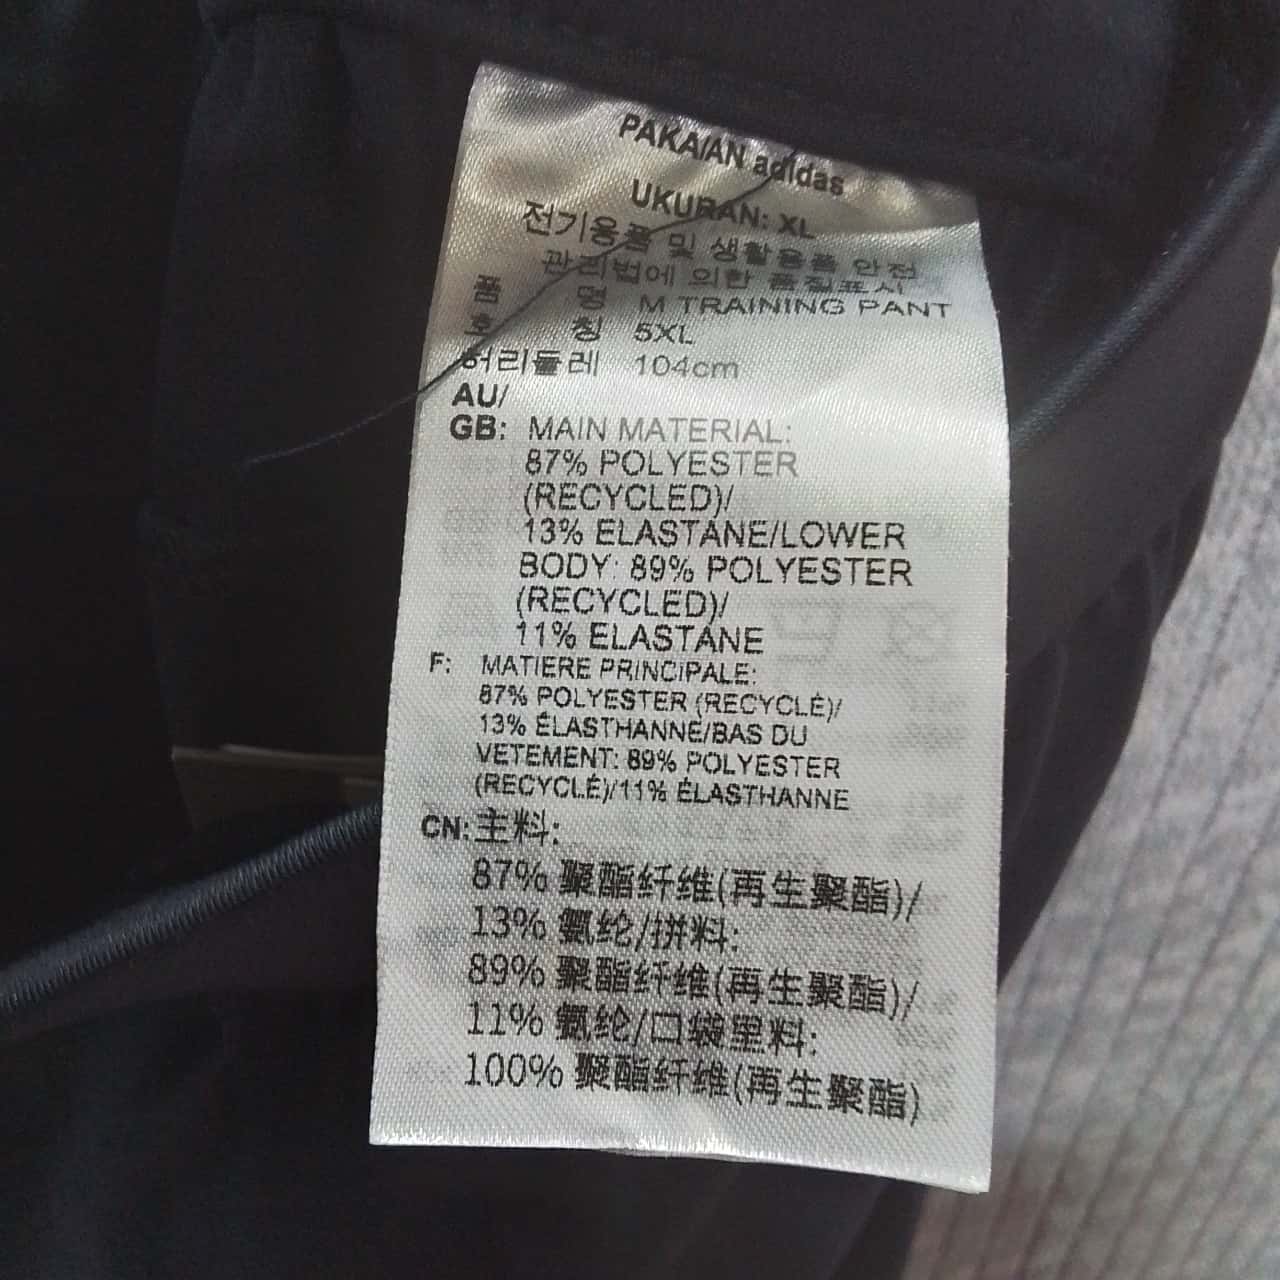 PAKAIAN adidas
UKURAN: XL
전기용품 및 생활용품 안전
관리법에 의한 품질표시
품 명 M TRAINING PANT
호 칭 5XL
허리둘레 104cm
AU/
GB: MAIN MATERIAL:
87% POLYESTER
(RECYCLED)/
13% ELASTANE/LOWER
BODY: 89% POLYESTER
(RECYCLED)/
11% ELASTANE
F: MATIERE PRINCIPALE:
87% POLYESTER (RECYCLÉ)/
13% ÉLASTHANNE/BAS DU
VETEMENT: 89% POLYESTER
(RECYCLÉ)/11% ÉLASTHANNE
CN: 主料:
87% 聚酯纤维(再生聚酯)/
13% 氨纶/拼料:
89% 聚酯纤维(再生聚酯)/
11% 氨纶/口袋里料:
100% 聚酯纤维(再生聚酯)